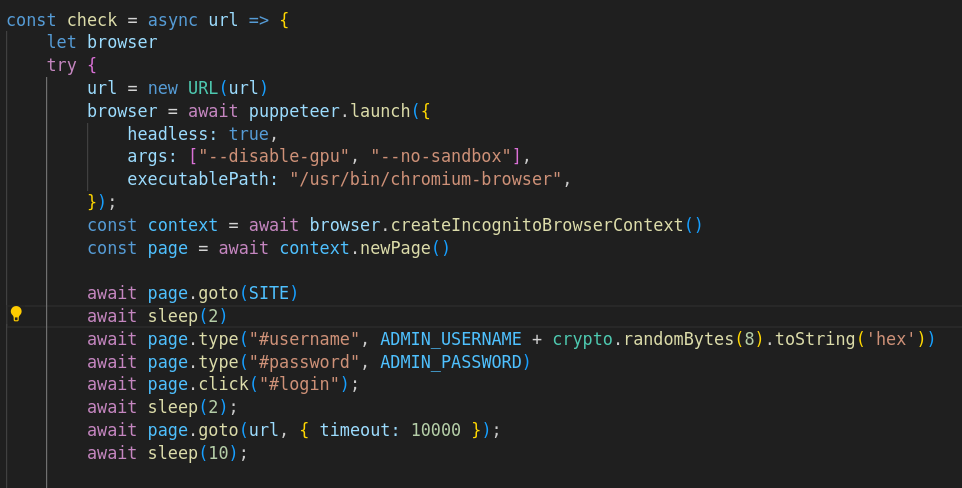 const check = async url => {
    let browser
    try {
        url = new URL(url)
        browser = await puppeteer.launch({
            headless: true,
            args: ["--disable-gpu", "--no-sandbox"],
            executablePath: "/usr/bin/chromium-browser",
        });
        const context = await browser.createIncognitoBrowserContext()
        const page = await context.newPage()

        await page.goto(SITE)
        await sleep(2)
        await page.type("#username", ADMIN_USERNAME + crypto.randomBytes(8).toString('hex'))
        await page.type("#password", ADMIN_PASSWORD)
        await page.click("#login");
        await sleep(2);
        await page.goto(url, { timeout: 10000 });
        await sleep(10);